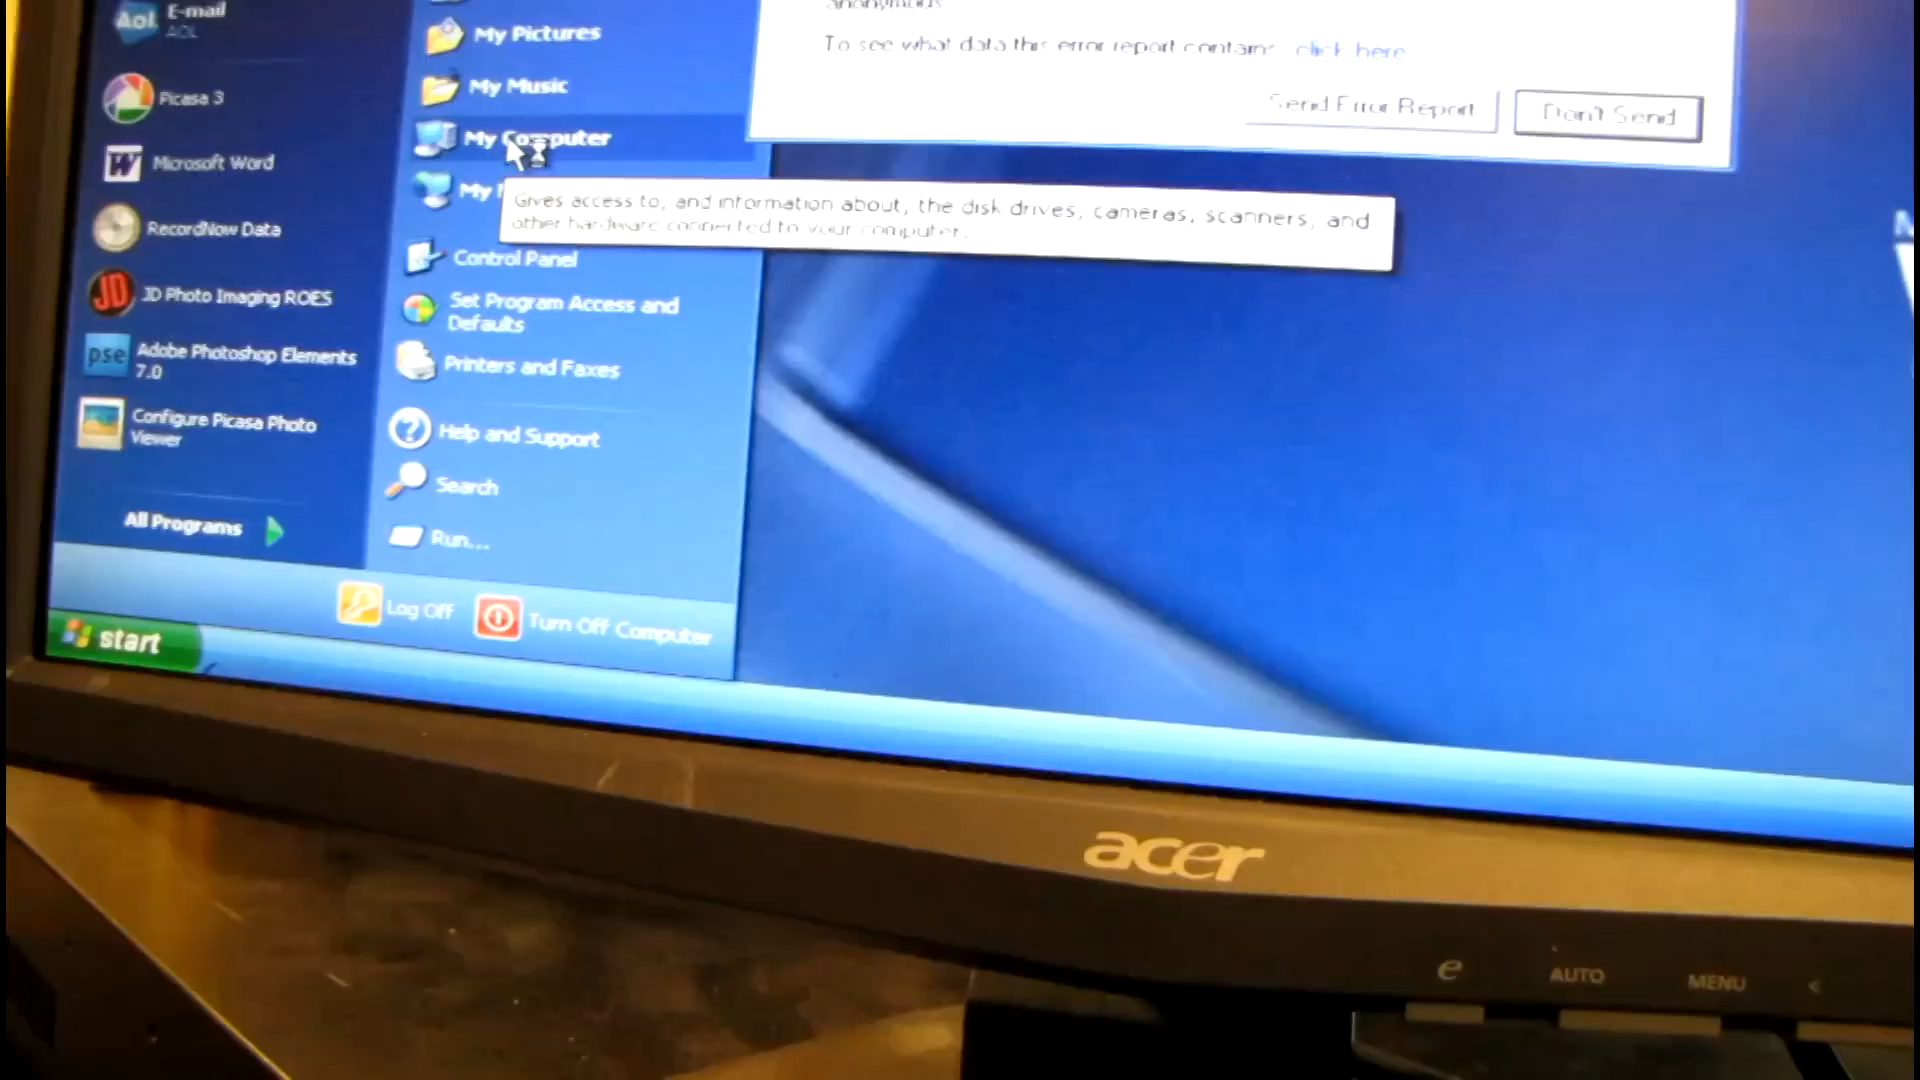 E-mail
AOL
Aol
Picasa 3
Microsoft Word
RecordNow Data
JD Photo Imaging ROES
pse Adobe Photoshop Elements
7.0
Configure Picasa Photo
Viewer
All Programs
My Pictures
My Music
My Computer
My
Gives access to, and information about, the disk drives, cameras, scanners, and
other hardware connected to your computer.
Control Panel
Set Program Access and
Defaults
Printers and Faxes
Help and Support
Search
Run...
Log Off
Turn Off Computer
start
anonymous
To see what data this error report contains, click here
Send Error Report
Don't Send
acer
e
AUTO
MENU
<